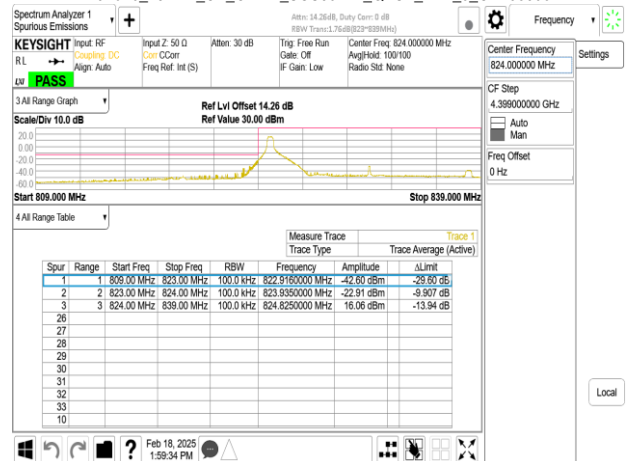 Spectrum Analyzer 1
Spurious Emissions
Attn: 14.26dB, Duty Corr: 0 dB
RBW Trans:1.76dB(823~839MHz)
Frequency
KEYSIGHT
Input: RF
Input Z: 50 Ω
Atten: 30 dB
Trig: Free Run
Center Freq: 824.000000 MHz
RL
Coupling: DC
Corr CCorr
Gate: Off
Avg|Hold: 100/100
Align: Auto
Freq Ref: Int (S)
IF Gain: Low
Radio Std: None
LXI
PASS
Center Frequency
824.000000 MHz
Settings
CF Step
4.399000000 GHz
Auto
Man
Freq Offset
0 Hz
3 All Range Graph
Ref Lvl Offset 14.26 dB
Scale/Div 10.0 dB
Ref Value 30.00 dBm
20.0
0.00
-20.0
-40.0
-60.0
Start 809.000 MHz
Stop 839.000 MHz
4 All Range Table
Measure Trace Trace 1
Trace Type Trace Average (Active)
Spur Range Start Freq Stop Freq RBW Frequency Amplitude ΔLimit
1 1 809.00 MHz 823.00 MHz 100.0 kHz 822.9160000 MHz -42.60 dBm -29.60 dB
2 2 823.00 MHz 824.00 MHz 100.0 kHz 823.9350000 MHz -22.91 dBm -9.907 dB
3 3 824.00 MHz 839.00 MHz 100.0 kHz 824.8250000 MHz 16.06 dBm -13.94 dB
26
27
28
29
30
31
32
33
10
Local
Feb 18, 2025
1:59:34 PM